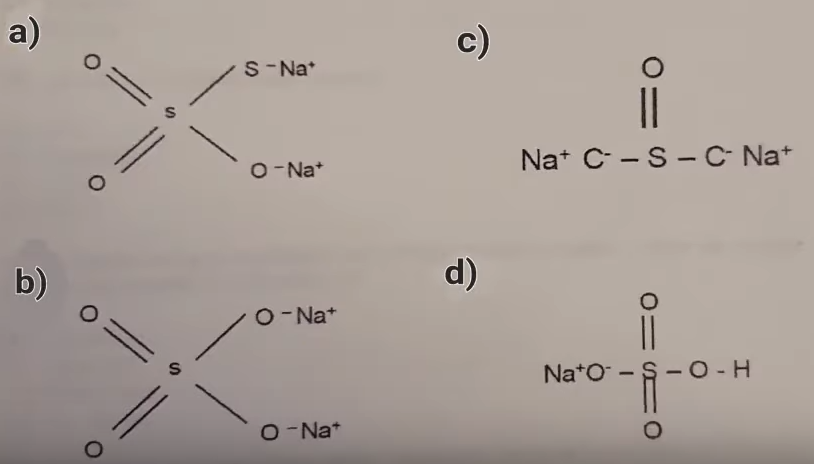 a)
O
S -Na+
S
O
O -Na+
c)
O
Na+ C- – S – C- Na+
b)
O
O -Na+
S
O
O -Na+
d)
O
Na+O- – S – O - H
O